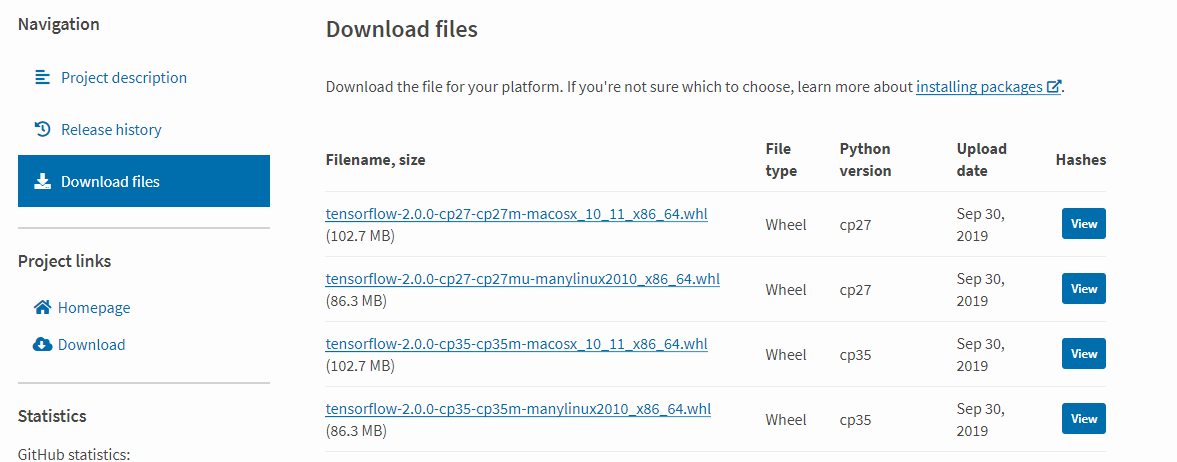 Navigation
Project description
Release history
Download files
Project links
Homepage
Download
Statistics
GitHub statistics:
Download files
Download the file for your platform. If you're not sure which to choose, learn more about installing packages.
Filename, size File type Python version Upload date Hashes
tensorflow-2.0.0-cp27-cp27m-macosx_10_11_x86_64.whl (102.7 MB) Wheel cp27 Sep 30, 2019 View
tensorflow-2.0.0-cp27-cp27mu-manylinux2010_x86_64.whl (86.3 MB) Wheel cp27 Sep 30, 2019 View
tensorflow-2.0.0-cp35-cp35m-macosx_10_11_x86_64.whl (102.7 MB) Wheel cp35 Sep 30, 2019 View
tensorflow-2.0.0-cp35-cp35m-manylinux2010_x86_64.whl (86.3 MB) Wheel cp35 Sep 30, 2019 View